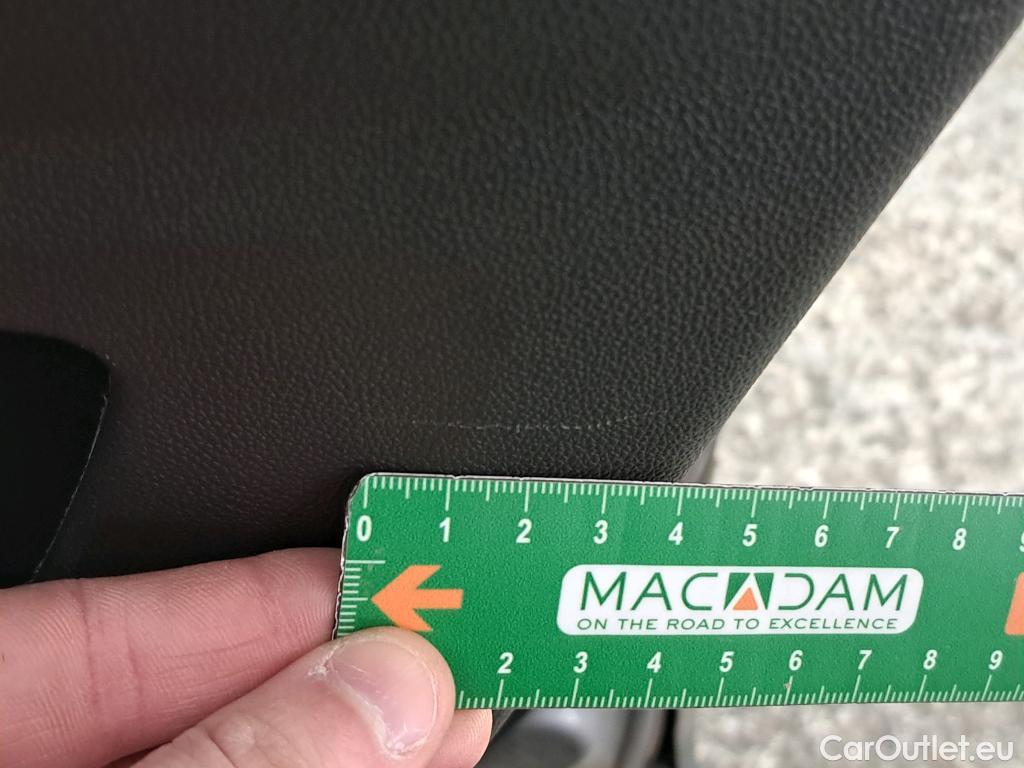 0 1 2 3 4 5 6 7 8
MACADAM
ON THE ROAD TO EXCELLENCE
2 3 4 5 6 7 8 9
CarOutlet.eu